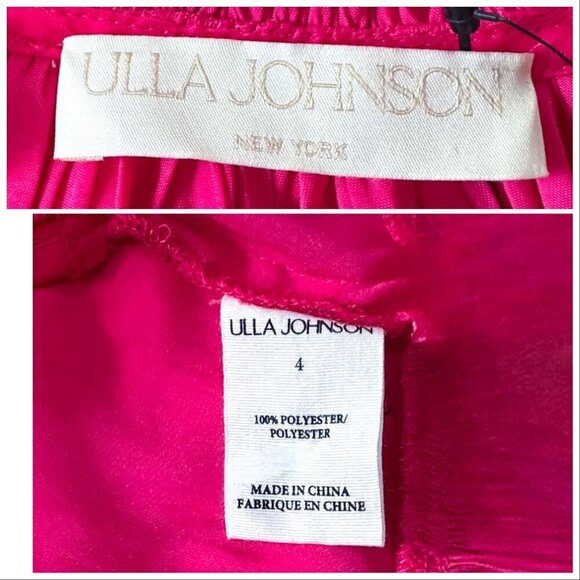 ULLA JOHNSON
NEW YORK
ULLA JOHNSON
4
100% POLYESTER/
POLYESTER
MADE IN CHINA
FABRIQUE EN CHINE